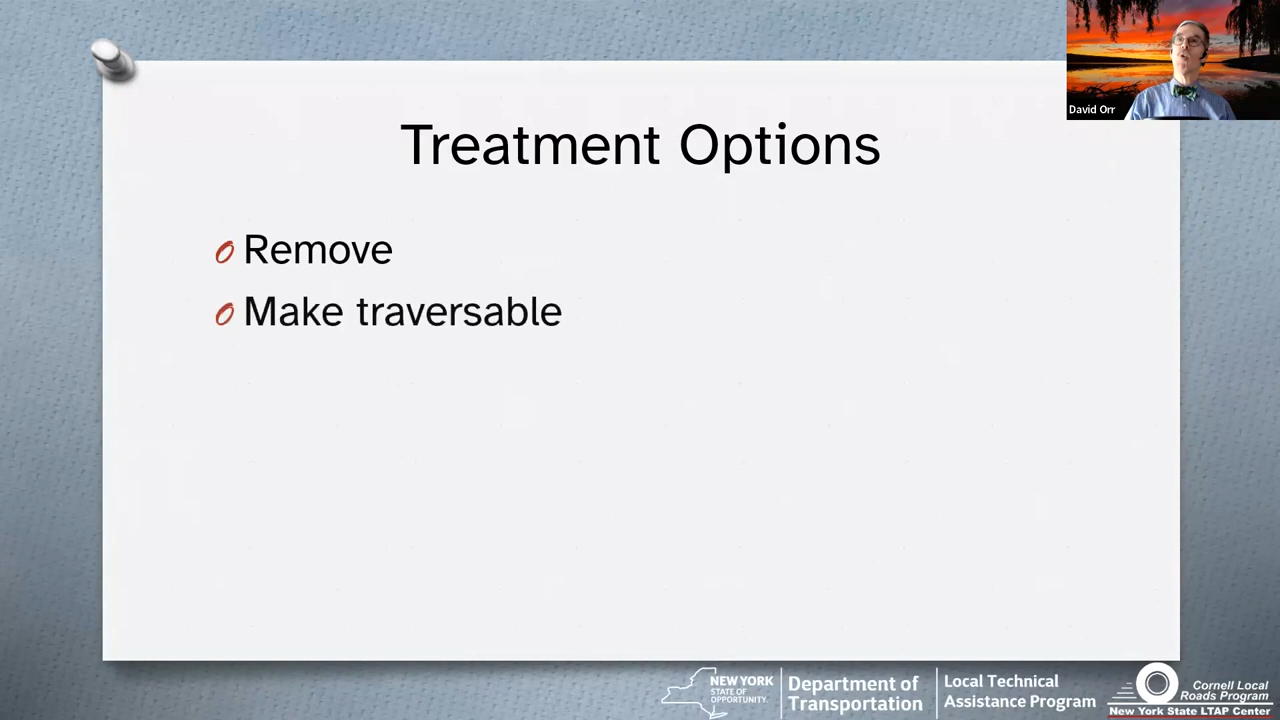 David Orr
Treatment Options
Remove
Make traversable
NEW YORK
STATE OF
OPPORTUNITY.
Department of
Transportation
Local Technical
Assistance Program
Cornell Local
Roads Program
New York State LTAP Center